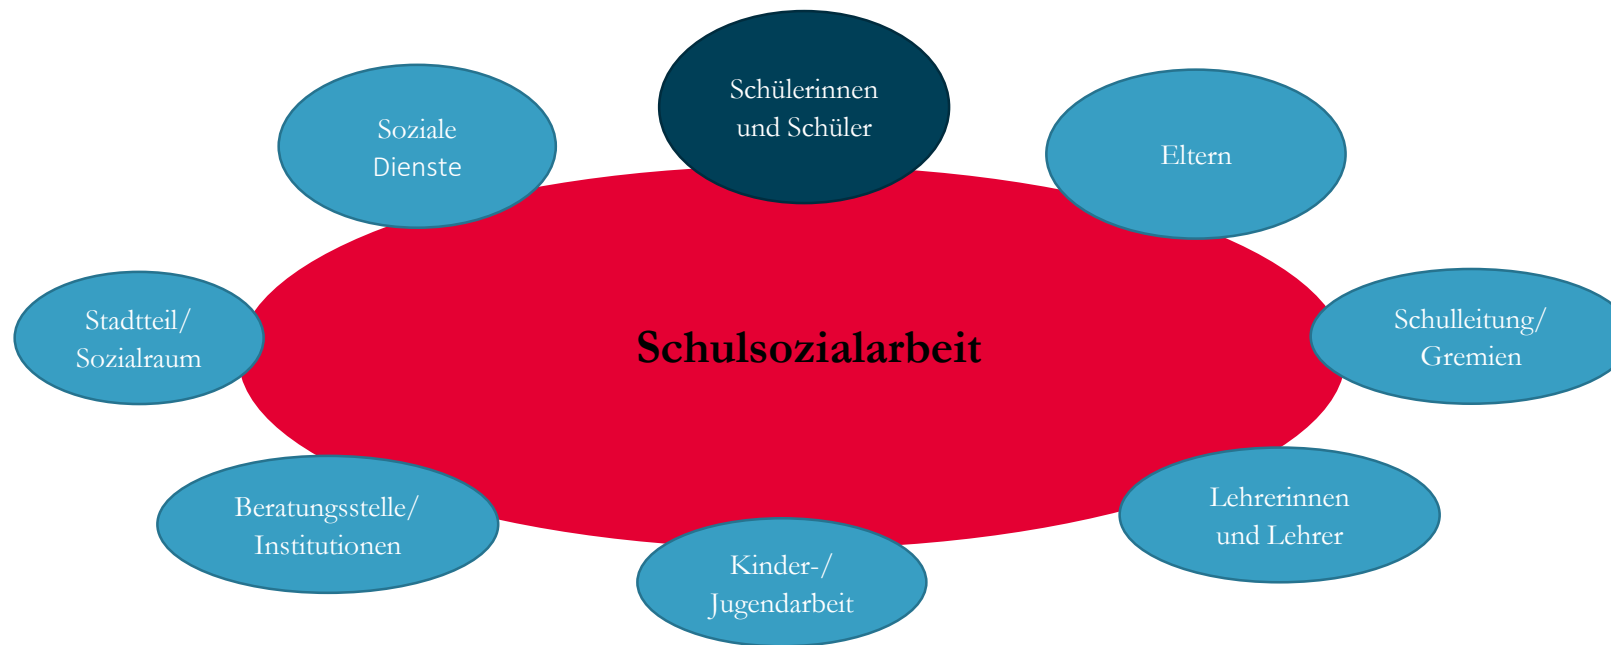 Schülerinnen
und Schüler
Soziale
Dienste
Eltern
Stadtteil/
Sozialraum
Schulsozialarbeit
Schulleitung/
Gremien
Beratungsstelle/
Institutionen
Lehrerinnen
und Lehrer
Kinder-/
Jugendarbeit